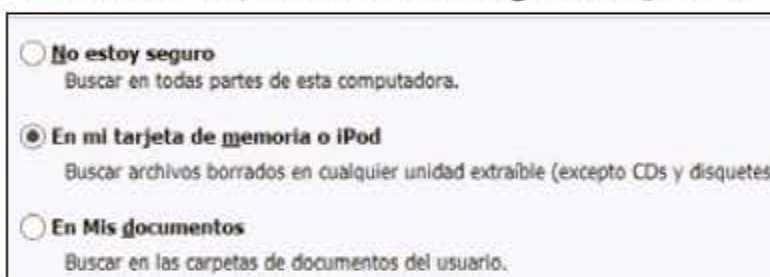 No estoy seguro
Buscar en todas partes de esta computadora.
En mi tarjeta de memoria o iPod
Buscar archivos borrados en cualquier unidad extraíble (excepto CDs y disquetes
En Mis documentos
Buscar en las carpetas de documentos del usuario.